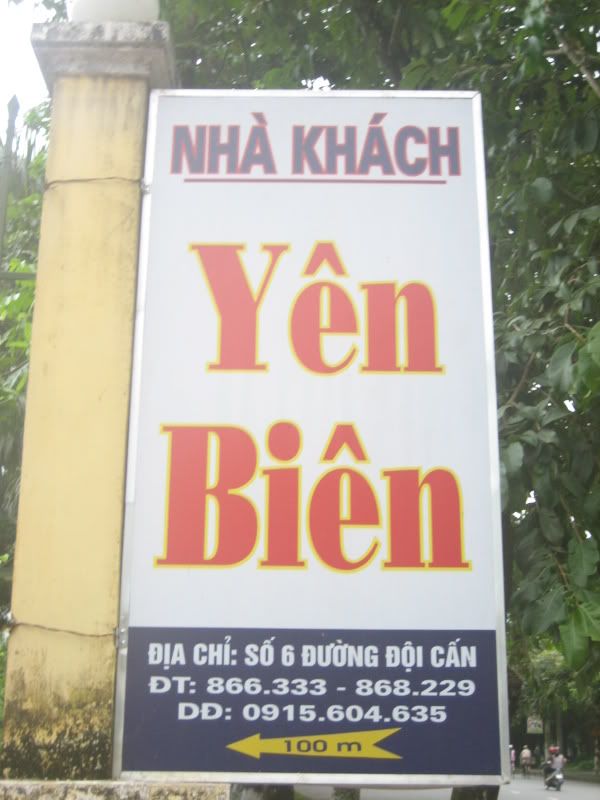 NHÀ KHÁCH
Yên
Biên
ĐỊA CHỈ: SỐ 6 ĐƯỜNG ĐỘI CẤN
ĐT: 866.333 - 868.229
DĐ: 0915.604.635
100 m